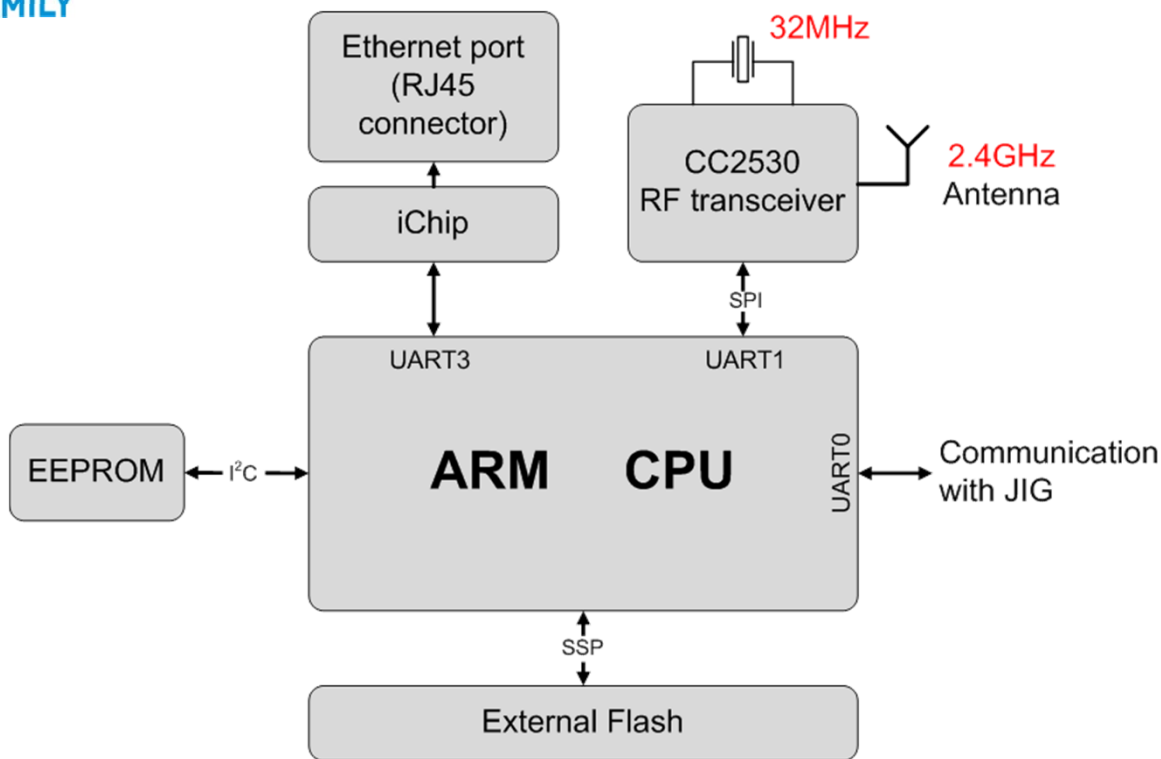 MILY
Ethernet port
(RJ45
connector)
32MHz
CC2530
RF transceiver
2.4GHz
Antenna
iChip
SPI
UART3
UART1
EEPROM
I²C
ARM CPU
UART0
Communication
with JIG
SSP
External Flash